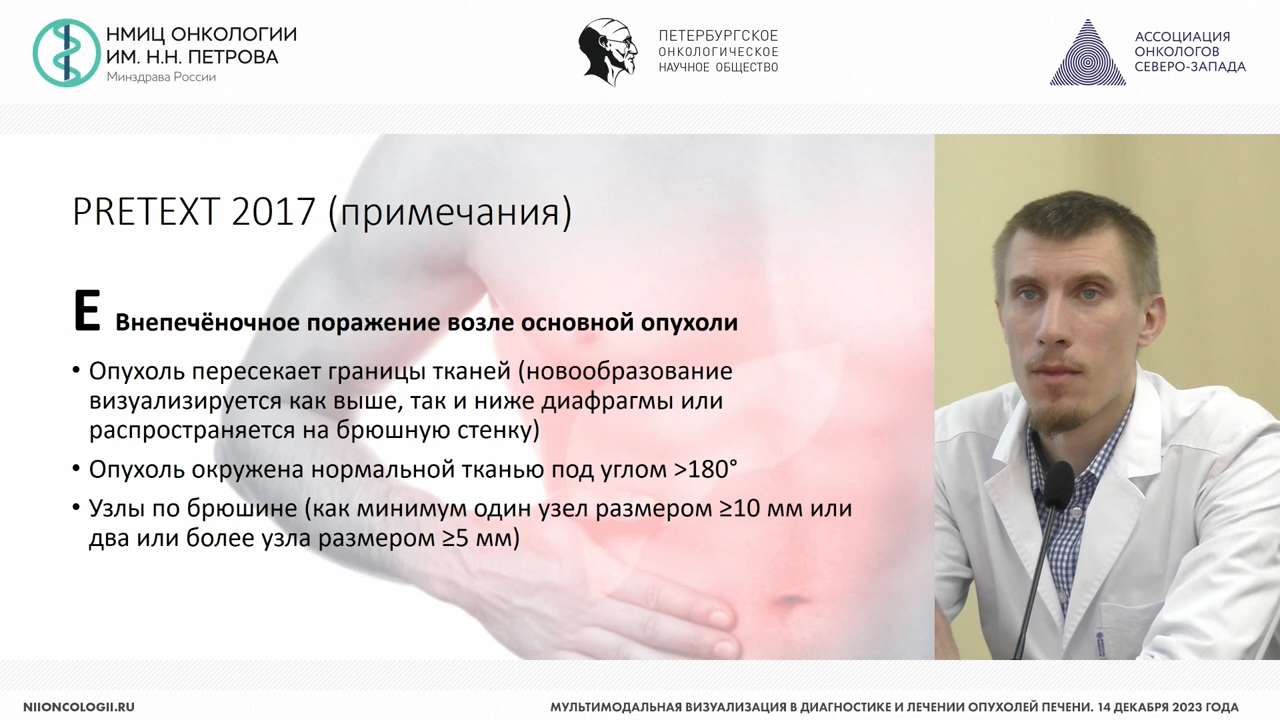 НМИЦ ОНКОЛОГИИ
ИМ. Н.Н. ПЕТРОВА
Минздрава России
ПЕТЕРБУРГСКОЕ
ОНКОЛОГИЧЕСКОЕ
НАУЧНОЕ ОБЩЕСТВО
АССОЦИАЦИЯ
ОНКОЛОГОВ
СЕВЕРО-ЗАПАДА
PRETEXT 2017 (примечания)
E Внепечёночное поражение возле основной опухоли
• Опухоль пересекает границы тканей (новообразование
визуализируется как выше, так и ниже диафрагмы или
распространяется на брюшную стенку)
• Опухоль окружена нормальной тканью под углом >180°
• Узлы по брюшине (как минимум один узел размером ≥10 мм или
два или более узла размером ≥5 мм)
NIIONCOLOGII.RU
МУЛЬТИМОДАЛЬНАЯ ВИЗУАЛИЗАЦИЯ В ДИАГНОСТИКЕ И ЛЕЧЕНИИ ОПУХОЛЕЙ ПЕЧЕНИ. 14 ДЕКАБРЯ 2023 ГОДА